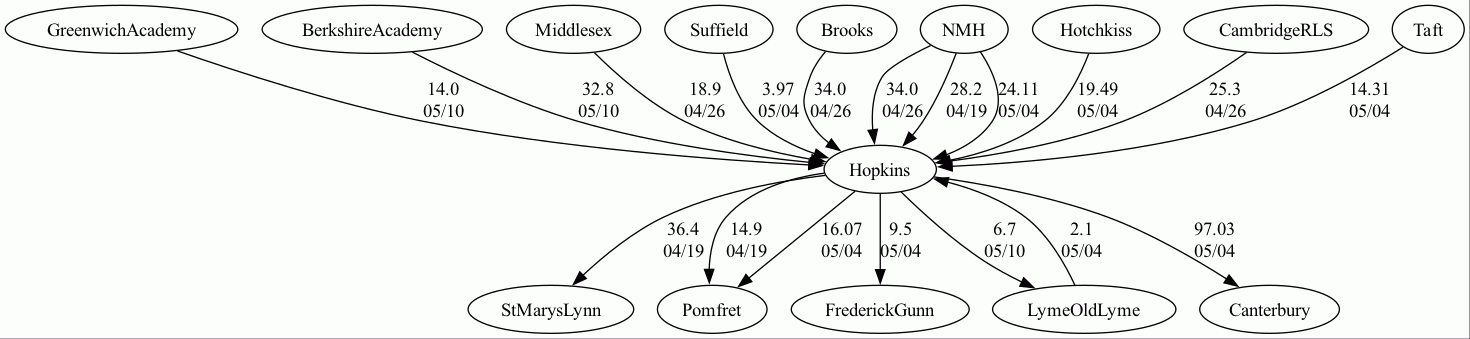 GreenwichAcademy
BerkshireAcademy
Middlesex
Suffield
Brooks
NMH
Hotchkiss
CambridgeRLS
Taft
14.0
05/10
32.8
05/10
18.9
04/26
3.97
05/04
34.0
04/26
34.0
04/26
28.2
04/19
24.11
05/04
19.49
05/04
25.3
04/26
14.31
05/04
Hopkins
36.4
04/19
14.9
04/19
16.07
05/04
9.5
05/04
6.7
05/10
2.1
05/04
97.03
05/04
StMarysLynn
Pomfret
FrederickGunn
LymeOldLyme
Canterbury